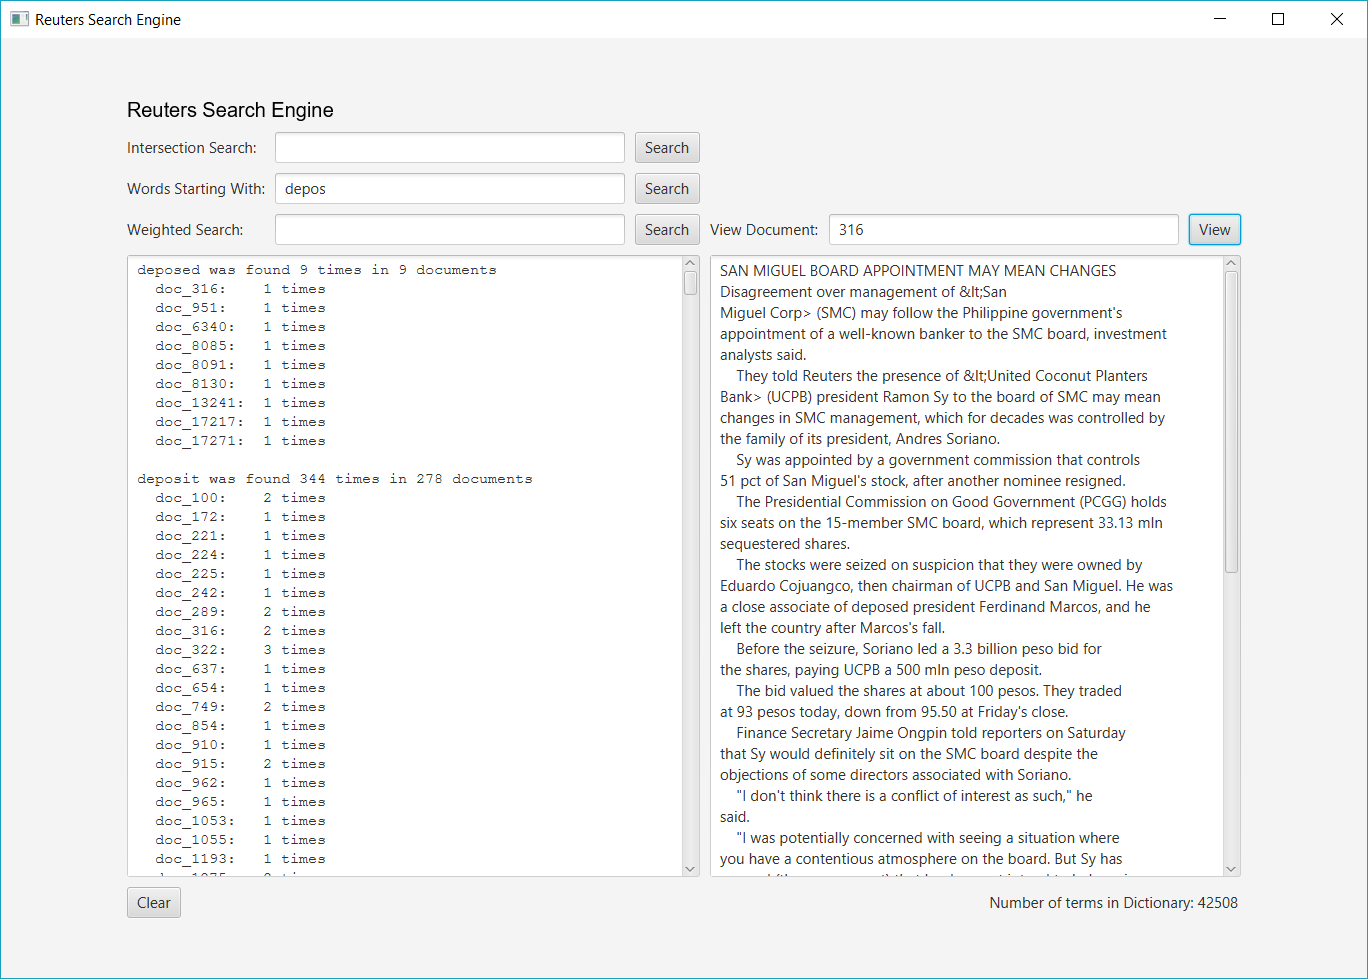 Reuters Search Engine
Reuters Search Engine
Intersection Search: Search
Words Starting With: depos Search
Weighted Search: Search View Document: 316 View
deposed was found 9 times in 9 documents
doc_316: 1 times
doc_951: 1 times
doc_6340: 1 times
doc_8085: 1 times
doc_8091: 1 times
doc_8130: 1 times
doc_13241: 1 times
doc_17217: 1 times
doc_17271: 1 times
deposit was found 344 times in 278 documents
doc_100: 2 times
doc_172: 1 times
doc_221: 1 times
doc_224: 1 times
doc_225: 1 times
doc_242: 1 times
doc_289: 2 times
doc_316: 2 times
doc_322: 3 times
doc_637: 1 times
doc_654: 1 times
doc_749: 2 times
doc_854: 1 times
doc_910: 1 times
doc_915: 2 times
doc_962: 1 times
doc_965: 1 times
doc_1053: 1 times
doc_1055: 1 times
doc_1193: 1 times
SAN MIGUEL BOARD APPOINTMENT MAY MEAN CHANGES
Disagreement over management of &lt;San
Miguel Corp> (SMC) may follow the Philippine government's
appointment of a well-known banker to the SMC board, investment
analysts said.
They told Reuters the presence of &lt;United Coconut Planters
Bank> (UCPB) president Ramon Sy to the board of SMC may mean
changes in SMC management, which for decades was controlled by
the family of its president, Andres Soriano.
Sy was appointed by a government commission that controls
51 pct of San Miguel's stock, after another nominee resigned.
The Presidential Commission on Good Government (PCGG) holds
six seats on the 15-member SMC board, which represent 33.13 mln
sequestered shares.
The stocks were seized on suspicion that they were owned by
Eduardo Cojuangco, then chairman of UCPB and San Miguel. He was
a close associate of deposed president Ferdinand Marcos, and he
left the country after Marcos's fall.
Before the seizure, Soriano led a 3.3 billion peso bid for
the shares, paying UCPB a 500 mln peso deposit.
The bid valued the shares at about 100 pesos. They traded
at 93 pesos today, down from 95.50 at Friday's close.
Finance Secretary Jaime Ongpin told reporters on Saturday
that Sy would definitely sit on the SMC board despite the
objections of some directors associated with Soriano.
"I don't think there is a conflict of interest as such," he
said.
"I was potentially concerned with seeing a situation where
you have a contentious atmosphere on the board. But Sy has
Clear
Number of terms in Dictionary: 42508